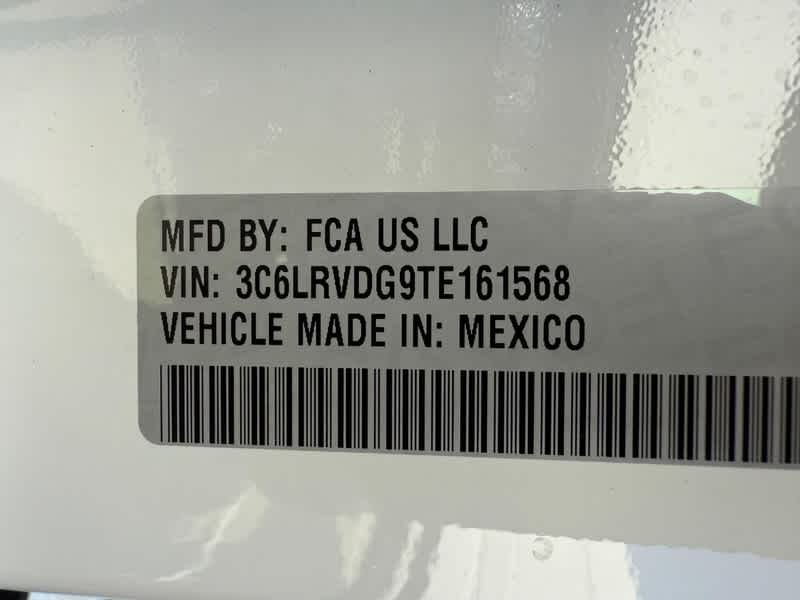 MFD BY: FCA US LLC
VIN: 3C6LRVDG9TE161568
VEHICLE MADE IN: MEXICO